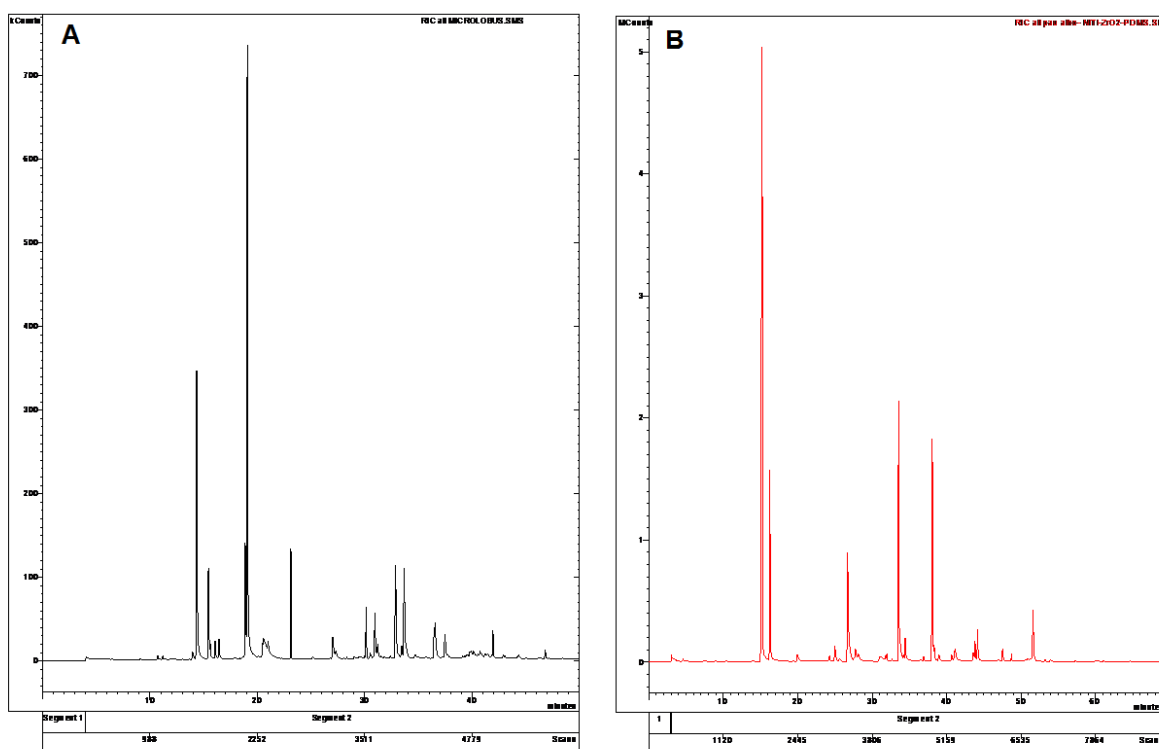 A
kCounts
RIC all MICROLOBUS.SMS
700
600
500
400
300
200
100
0
10 20 30 40
minutes
Segment 1 Segment 2
988 2252 3511 4779 Scans
B
MCounts
5
4
3
2
1
0
10 20 30 40 50 60
minutes
1 Segment 2
1120 2445 3806 5159 6535 7864 Scans